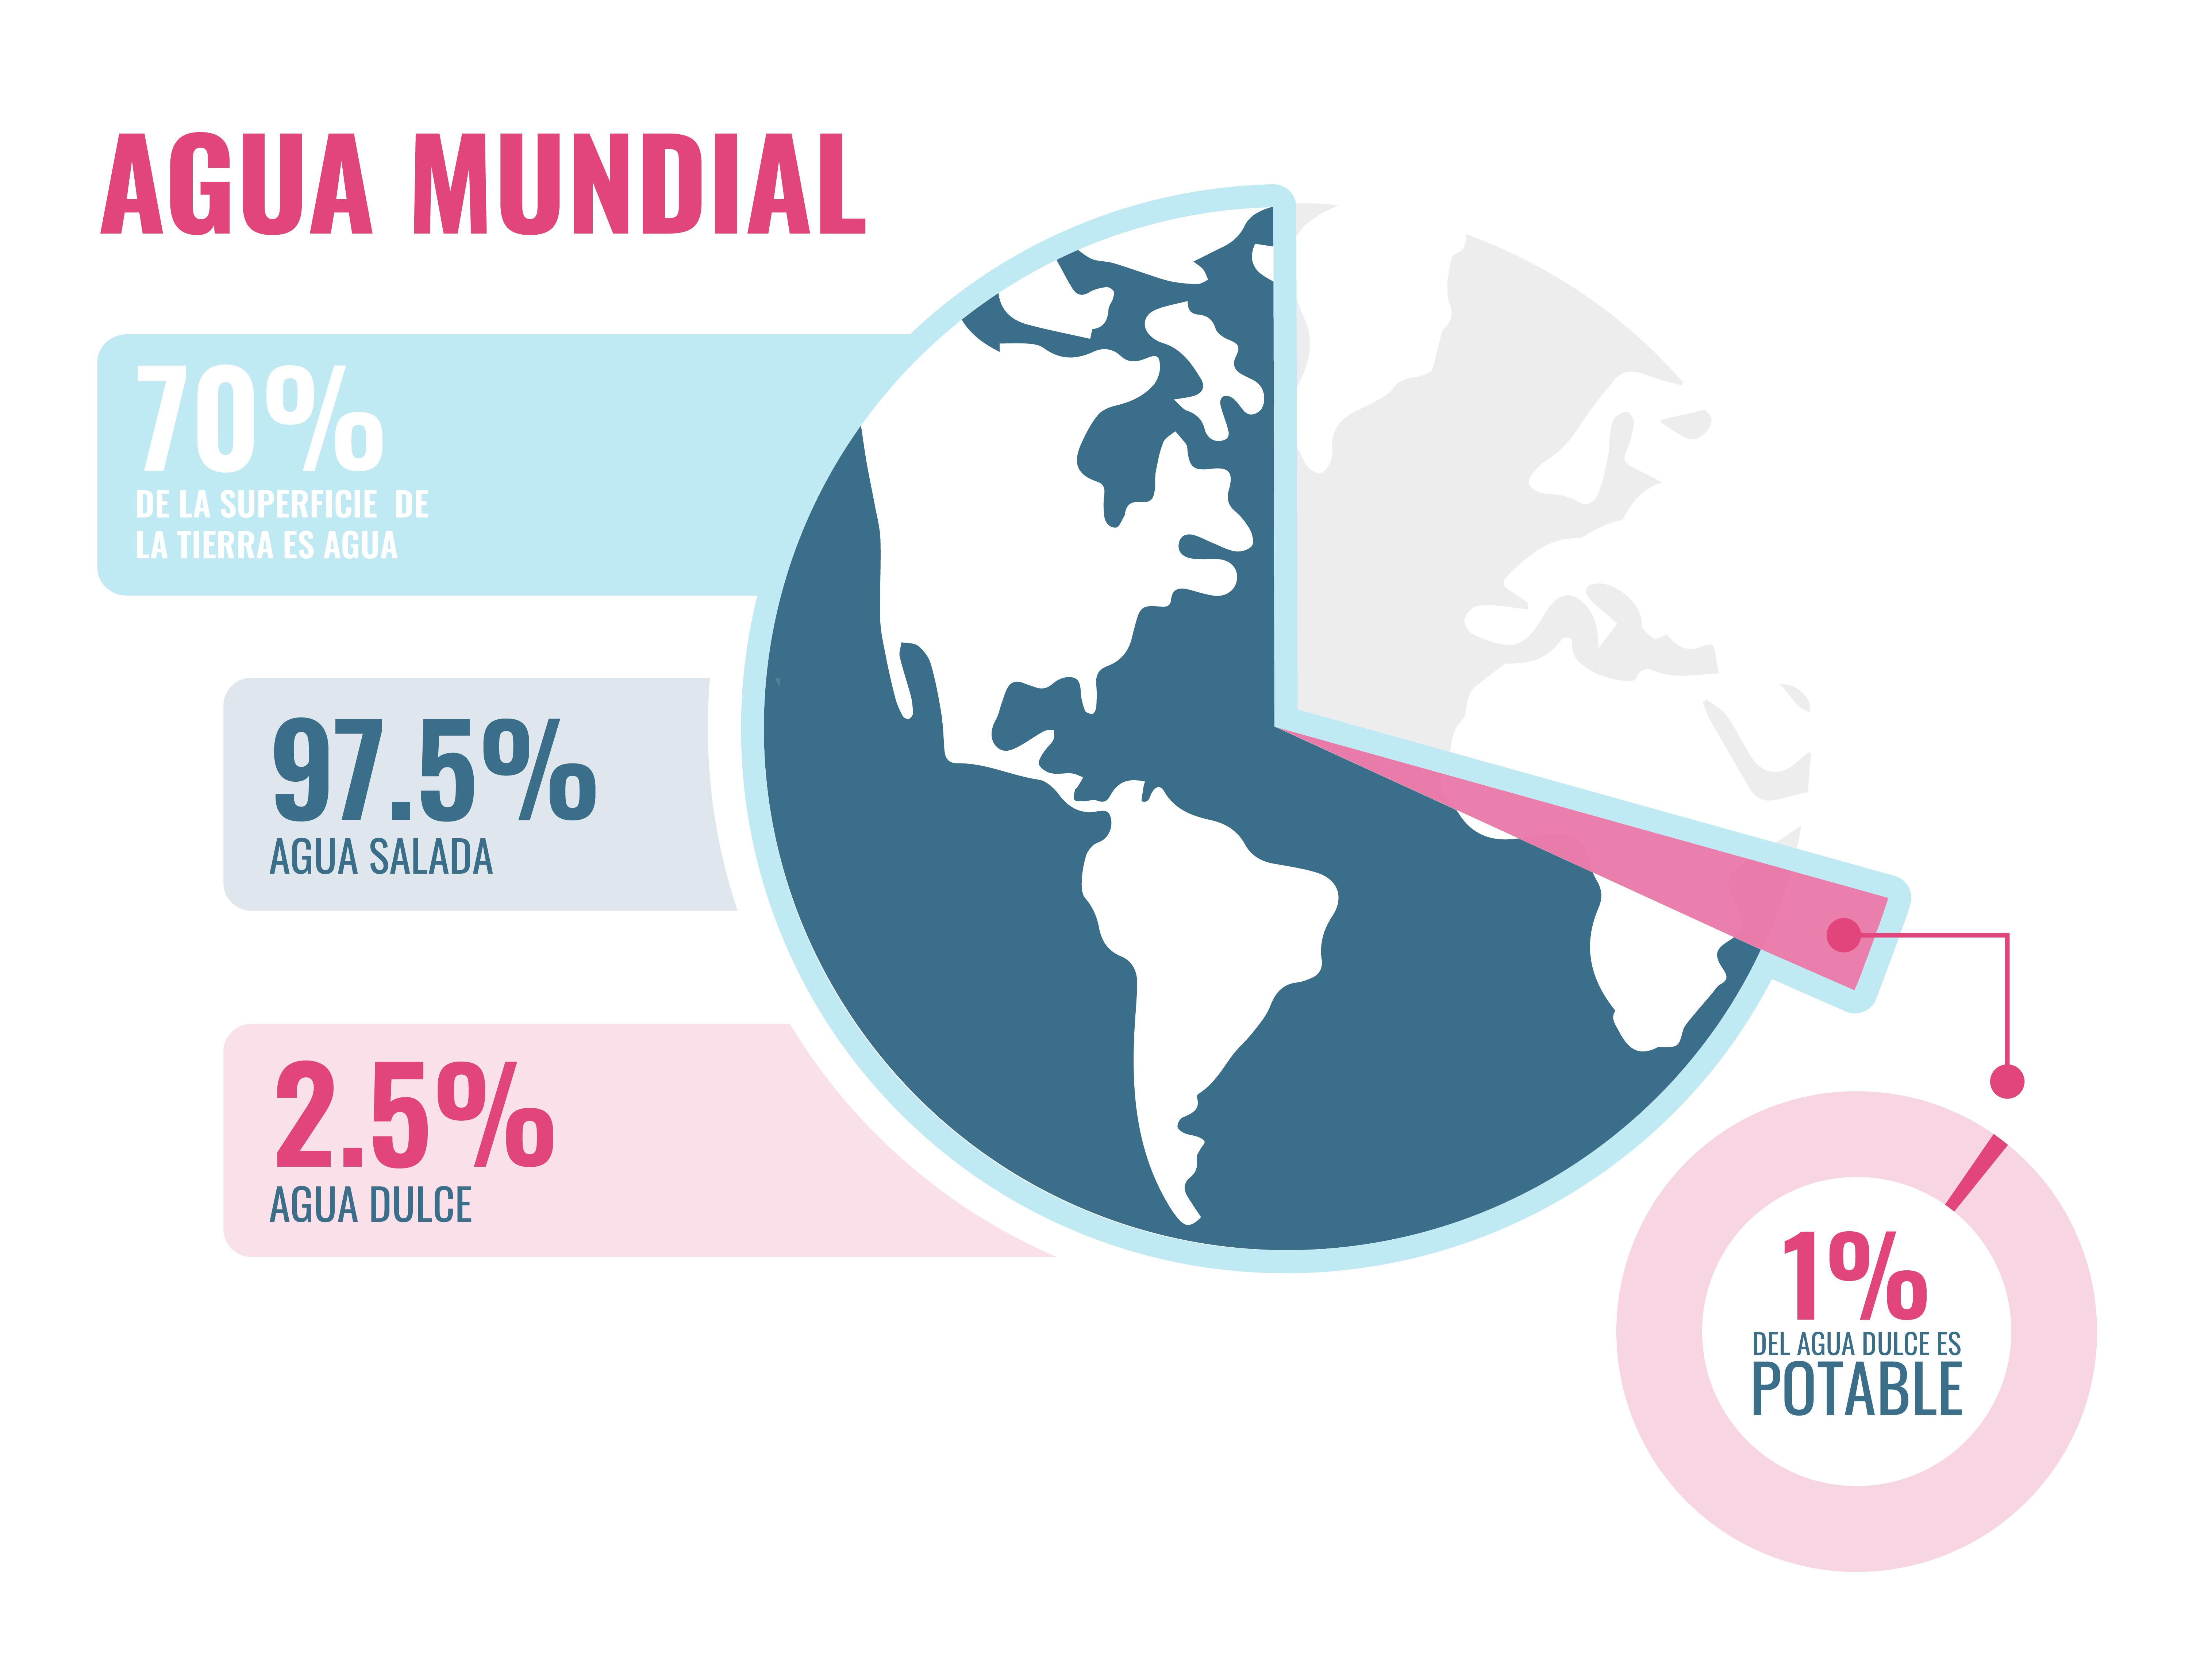 AGUA MUNDIAL
70%
DE LA SUPERFICIE DE
LA TIERRA ES AGUA
97.5%
AGUA SALADA
2.5%
AGUA DULCE
1%
DEL AGUA DULCE ES
POTABLE